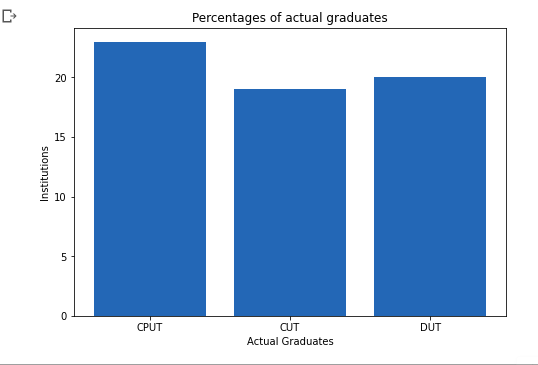 Percentages of actual graduates
Institutions
20
15
10
5
0
CPUT CUT DUT
Actual Graduates